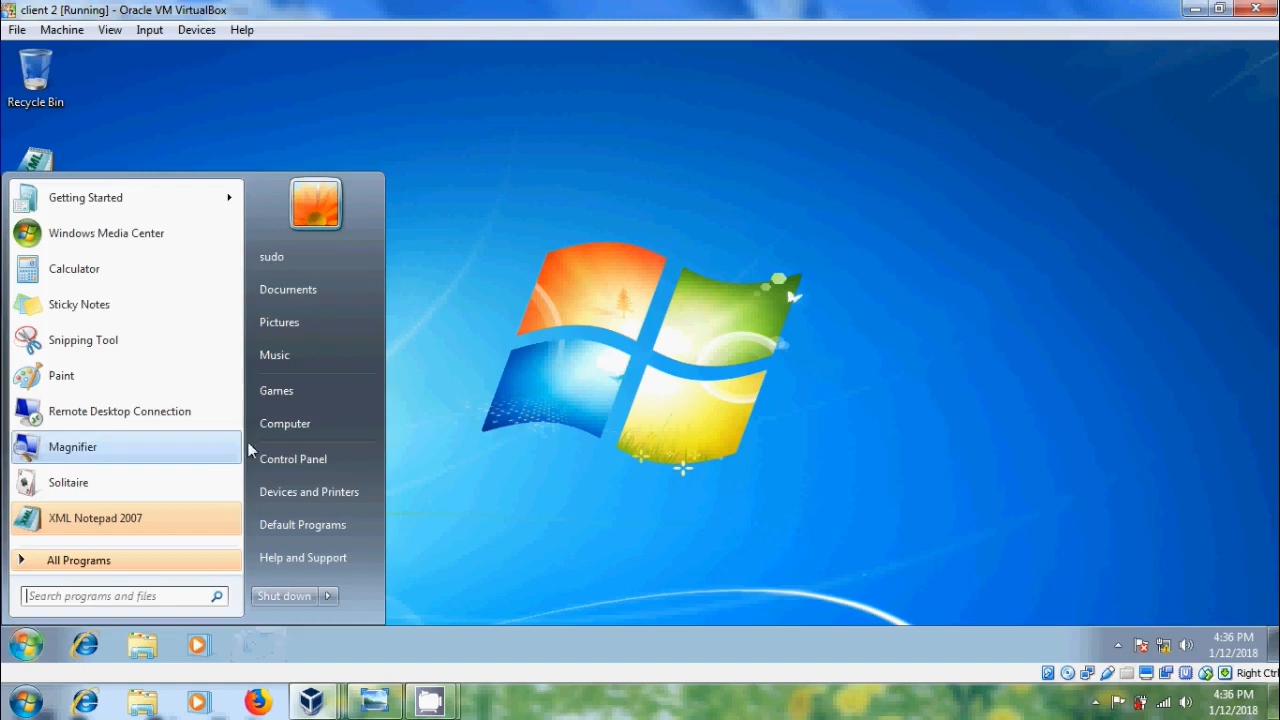 client 2 [Running] - Oracle VM VirtualBox
File Machine View Input Devices Help
Recycle Bin
XML
Getting Started
Windows Media Center
Calculator
Sticky Notes
Snipping Tool
Paint
Remote Desktop Connection
Magnifier
Solitaire
XML Notepad 2007
All Programs
Search programs and files
sudo
Documents
Pictures
Music
Games
Computer
Control Panel
Devices and Printers
Default Programs
Help and Support
Shut down
4:36 PM
1/12/2018
Right Ctrl
4:36 PM
1/12/2018